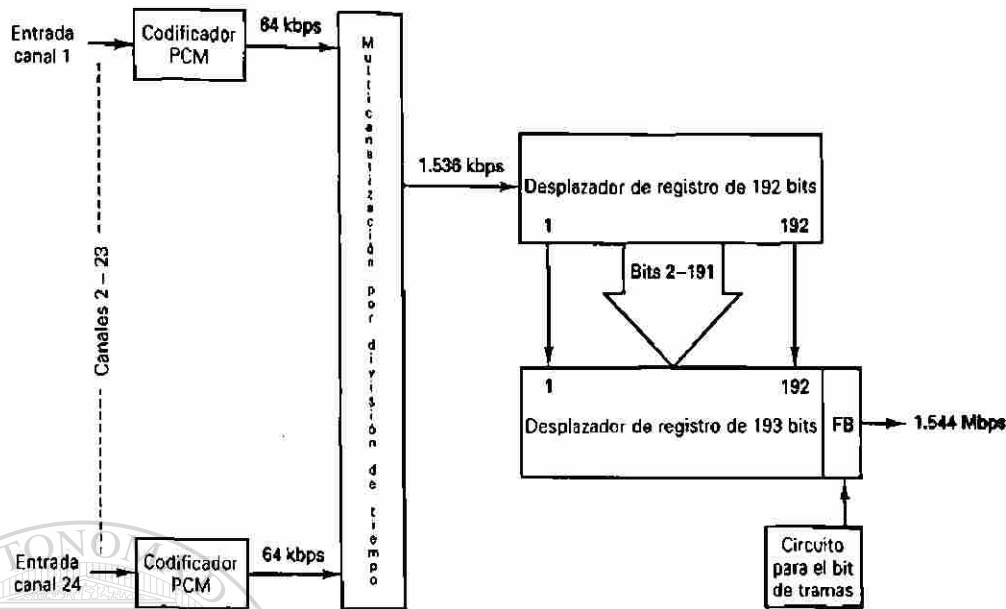 Entrada
canal 1
Codificador
PCM
64 kbps
Canales 2 – 23
Entrada
canal 24
Codificador
PCM
64 kbps
Multicanalización por división de tiempo
1.536 kbps
Desplazador de registro de 192 bits
1
192
Bits 2–191
1
192
Desplazador de registro de 193 bits
FB
1.544 Mbps
Circuito
para el bit
de tramas
TONOM